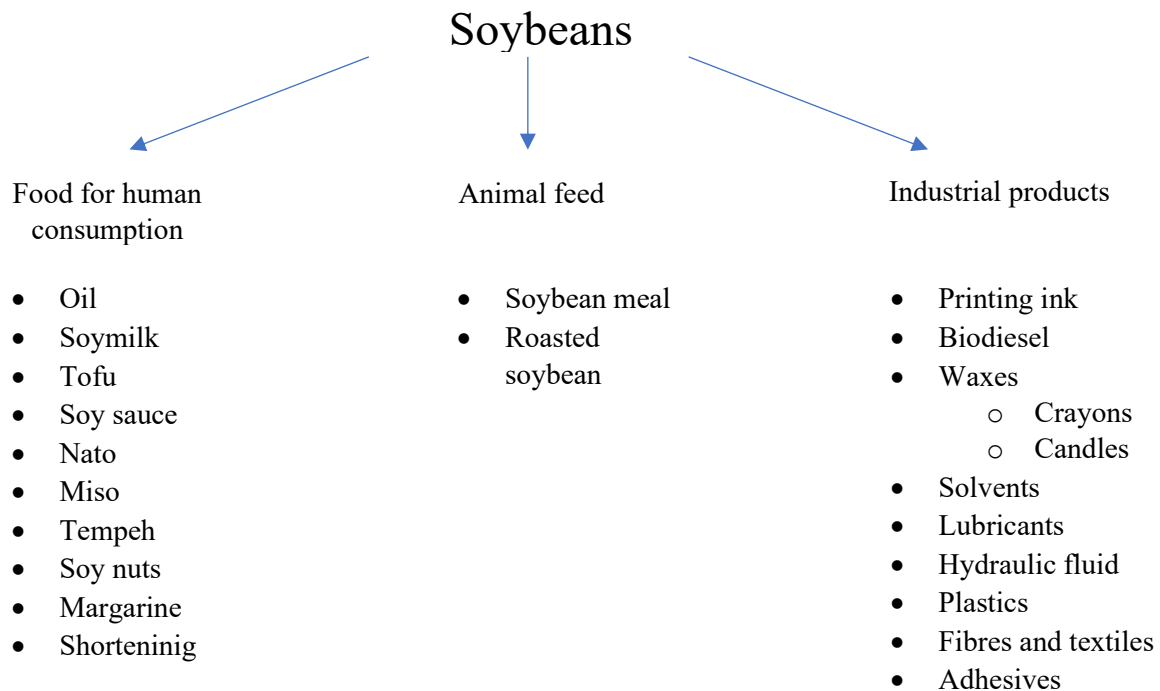 Soybeans
Food for human
consumption
• Oil
• Soymilk
• Tofu
• Soy sauce
• Nato
• Miso
• Tempeh
• Soy nuts
• Margarine
• Shorteninig
Animal feed
• Soybean meal
• Roasted
soybean
Industrial products
• Printing ink
• Biodiesel
• Waxes
o Crayons
o Candles
• Solvents
• Lubricants
• Hydraulic fluid
• Plastics
• Fibres and textiles
• Adhesives